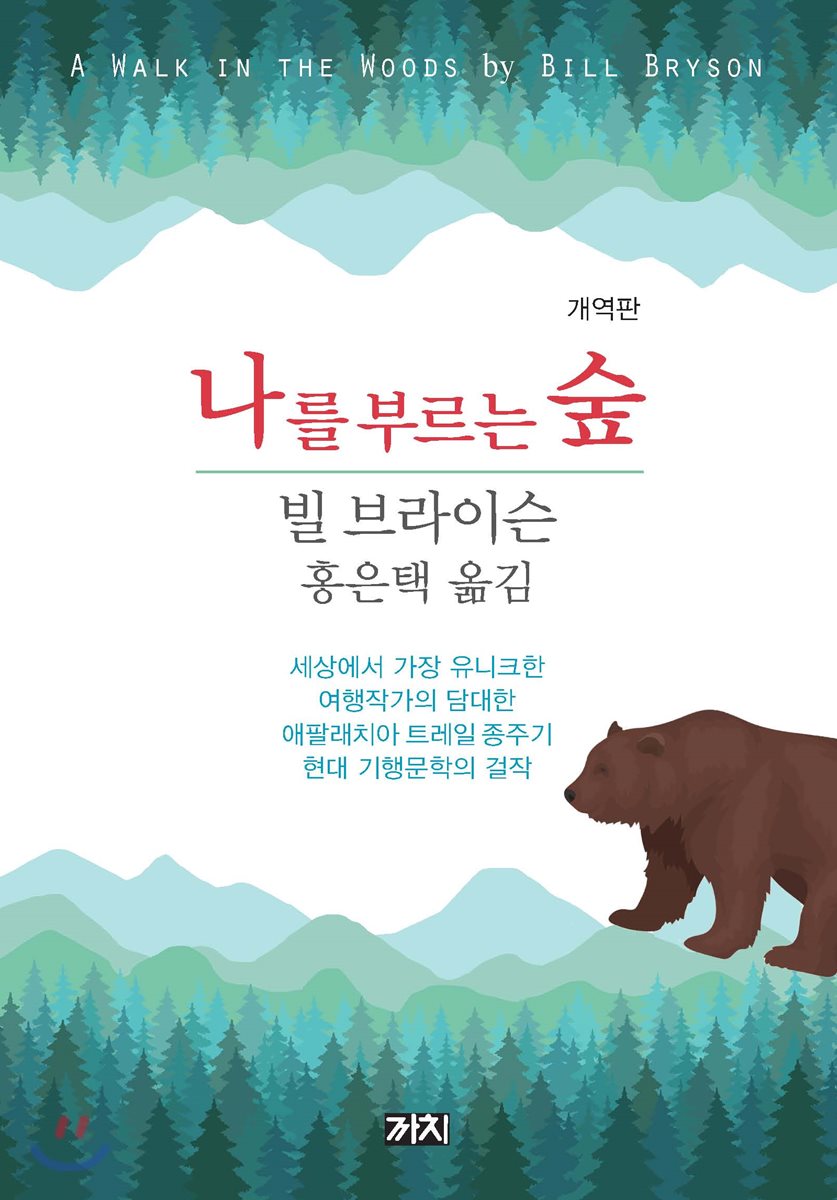 A WALK IN THE WOODS by BILL BRYSON
개역판
나를 부르는 숲
빌 브라이슨
홍은택 옮김
세상에서 가장 유니크한
여행작가의 담대한
애팔래치아 트레일 종주기
현대 기행문학의 걸작
까치